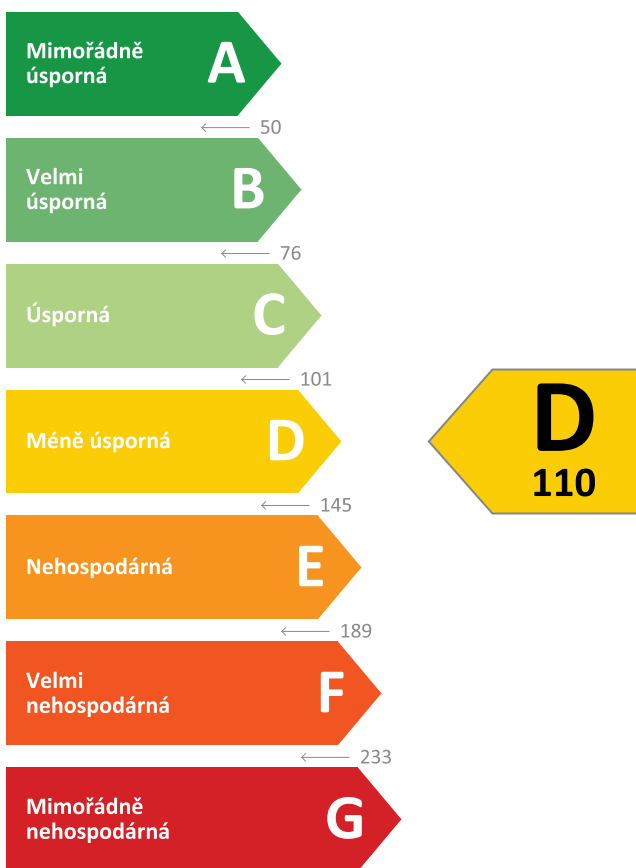 Mimořádně
úsporná
A
50
Velmi
úsporná
B
76
Úsporná
C
101
Méně úsporná
D
D
110
145
Nehospodárná
E
189
Velmi
nehospodárná
F
233
Mimořádně
nehospodárná
G